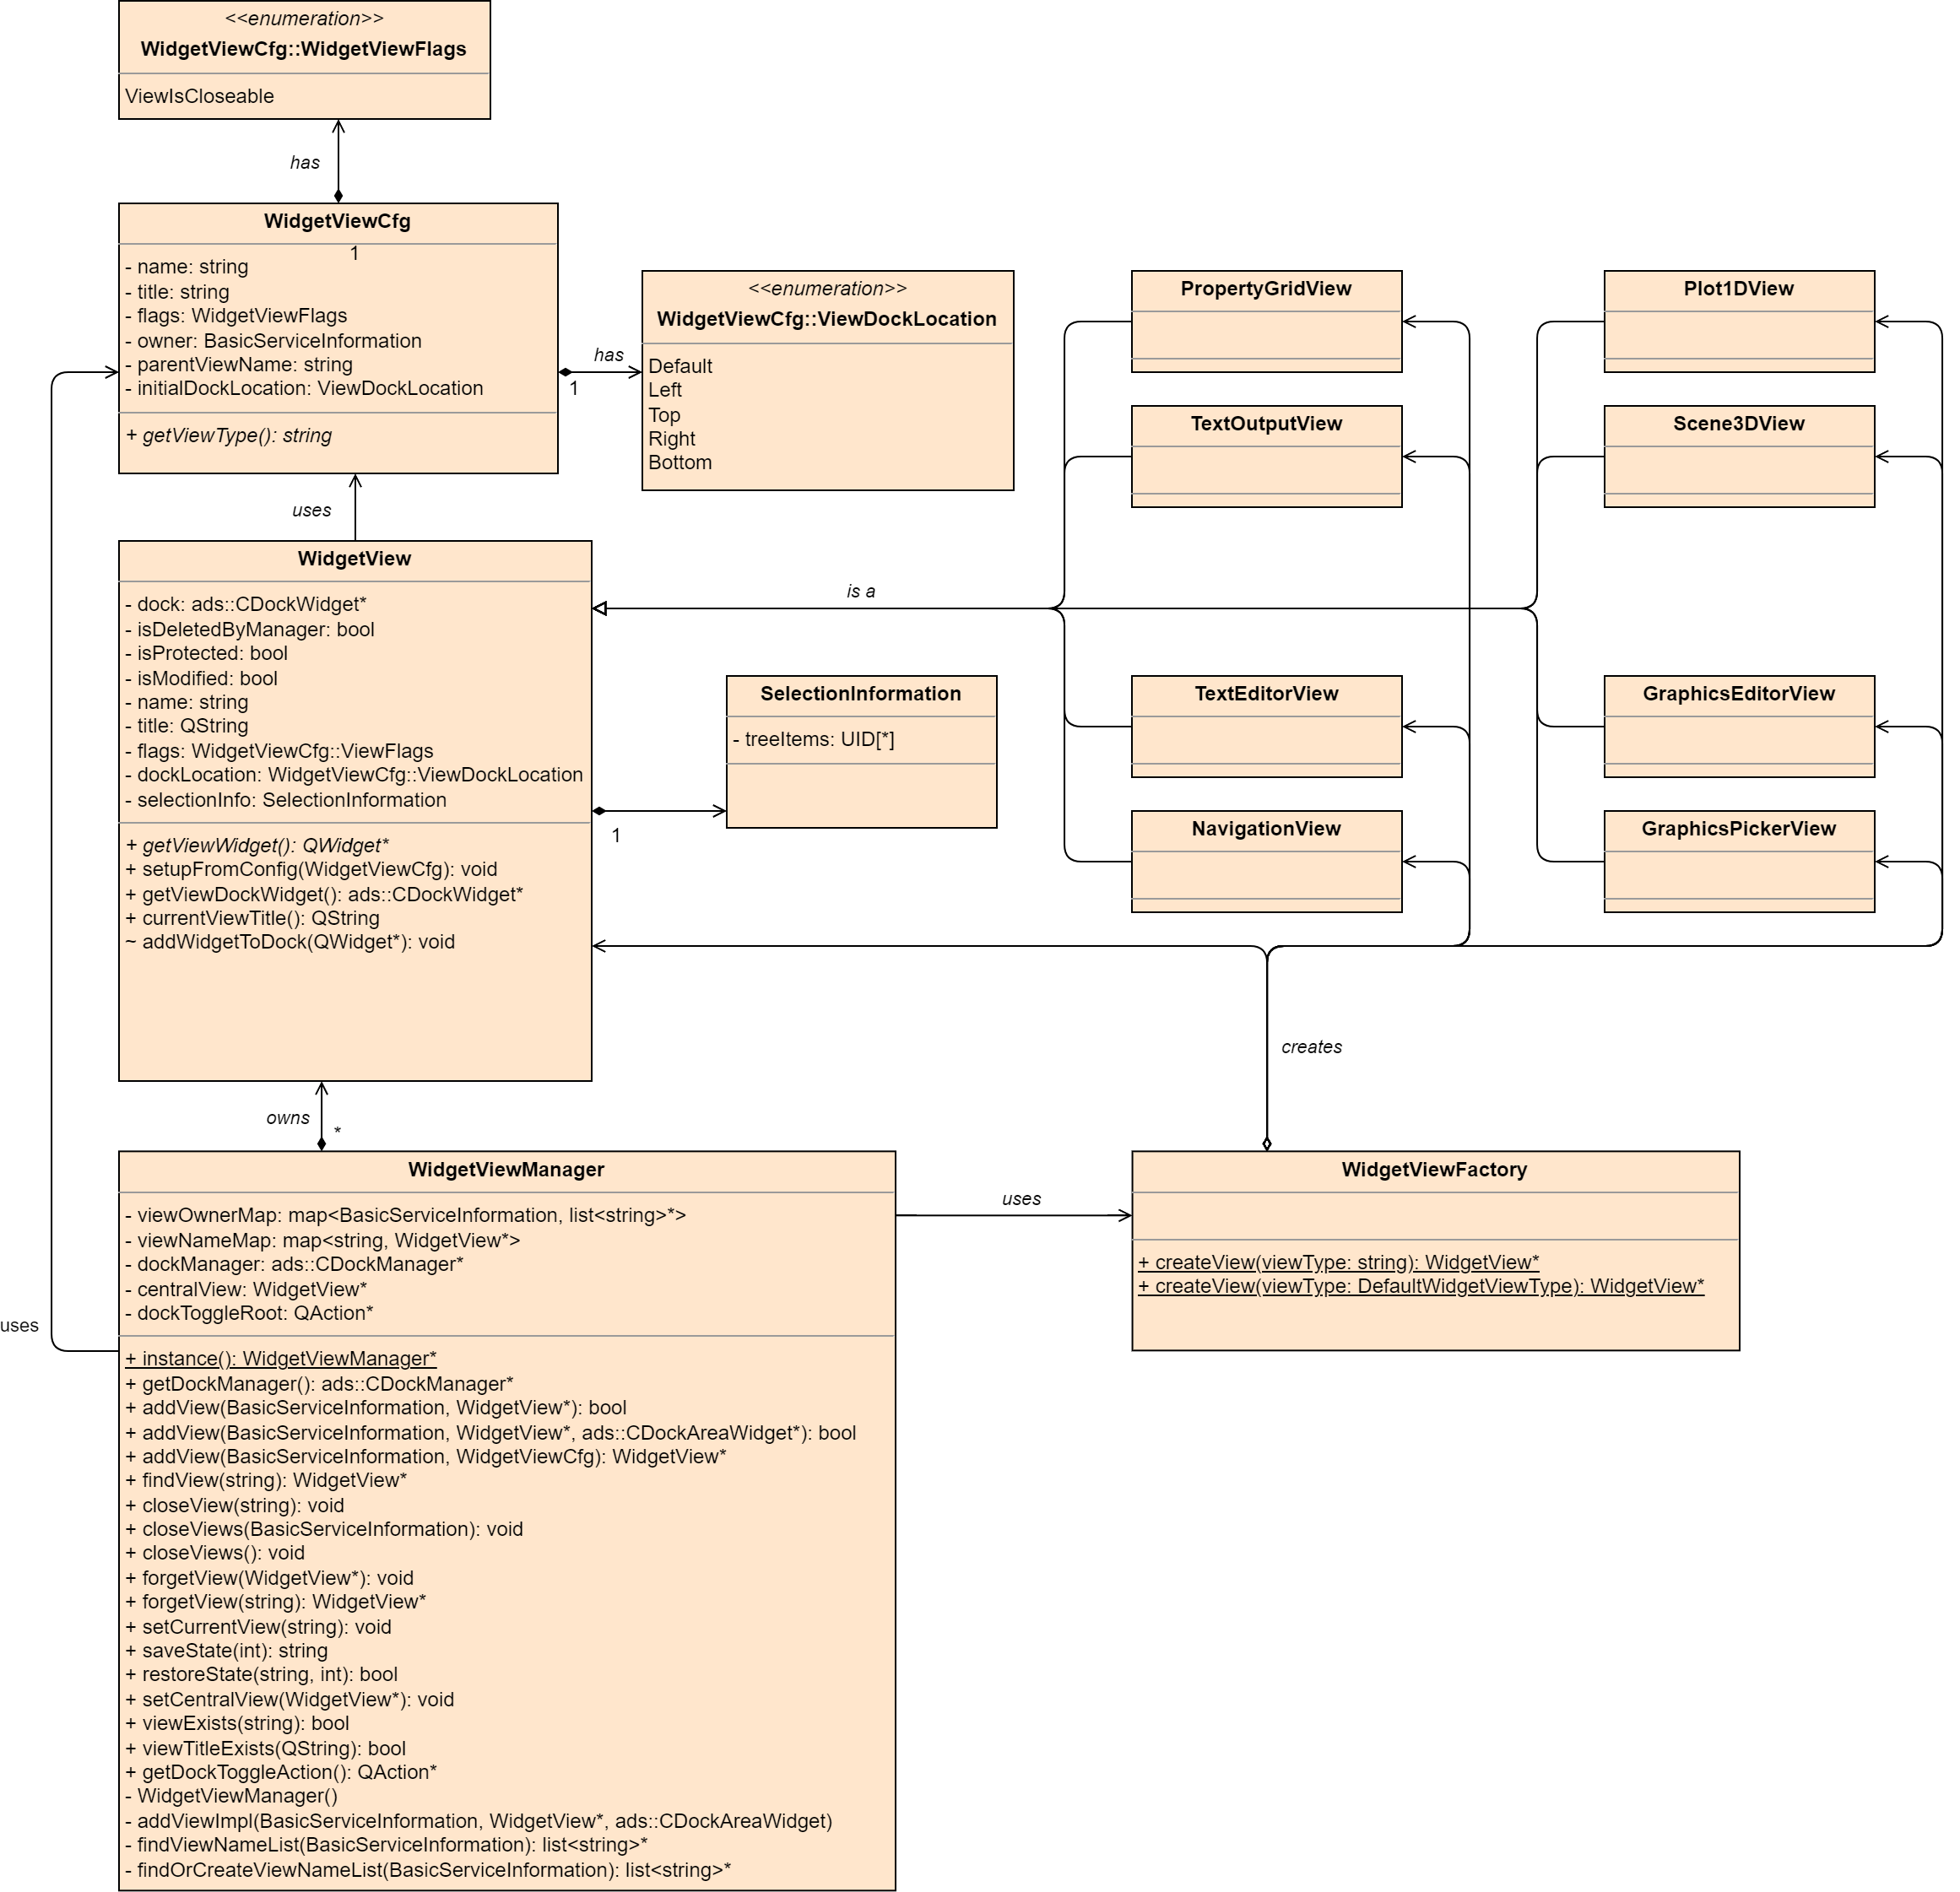 <<enumeration>>
WidgetViewCfg::WidgetViewFlags
ViewIsCloseable
has
WidgetViewCfg
1
- name: string
- title: string
- flags: WidgetViewFlags
- owner: BasicServiceInformation
- parentViewName: string
- initialDockLocation: ViewDockLocation
+ getViewType(): string
has
1
<<enumeration>>
WidgetViewCfg::ViewDockLocation
Default
Left
Top
Right
Bottom
PropertyGridView
Plot1DView
TextOutputView
Scene3DView
uses
WidgetView
- dock: ads::CDockWidget*
- isDeletedByManager: bool
- isProtected: bool
- isModified: bool
- name: string
- title: QString
- flags: WidgetViewCfg::ViewFlags
- dockLocation: WidgetViewCfg::ViewDockLocation
- selectionInfo: SelectionInformation
+ getViewWidget(): QWidget*
+ setupFromConfig(WidgetViewCfg): void
+ getViewDockWidget(): ads::CDockWidget*
+ currentViewTitle(): QString
~ addWidgetToDock(QWidget*): void
is a
SelectionInformation
- treeItems: UID[*]
1
TextEditorView
GraphicsEditorView
NavigationView
GraphicsPickerView
creates
owns
*
WidgetViewManager
- viewOwnerMap: map<BasicServiceInformation, list<string>*>
- viewNameMap: map<string, WidgetView*>
- dockManager: ads::CDockManager*
- centralView: WidgetView*
- dockToggleRoot: QAction*
+ instance(): WidgetViewManager*
+ getDockManager(): ads::CDockManager*
+ addView(BasicServiceInformation, WidgetView*): bool
+ addView(BasicServiceInformation, WidgetView*, ads::CDockAreaWidget*): bool
+ addView(BasicServiceInformation, WidgetViewCfg): WidgetView*
+ findView(string): WidgetView*
+ closeView(string): void
+ closeViews(BasicServiceInformation): void
+ closeViews(): void
+ forgetView(WidgetView*): void
+ forgetView(string): WidgetView*
+ setCurrentView(string): void
+ saveState(int): string
+ restoreState(string, int): bool
+ setCentralView(WidgetView*): void
+ viewExists(string): bool
+ viewTitleExists(QString): bool
+ getDockToggleAction(): QAction*
- WidgetViewManager()
- addViewImpl(BasicServiceInformation, WidgetView*, ads::CDockAreaWidget)
- findViewNameList(BasicServiceInformation): list<string>*
- findOrCreateViewNameList(BasicServiceInformation): list<string>*
uses
uses
WidgetViewFactory
+ createView(viewType: string): WidgetView*
+ createView(viewType: DefaultWidgetViewType): WidgetView*